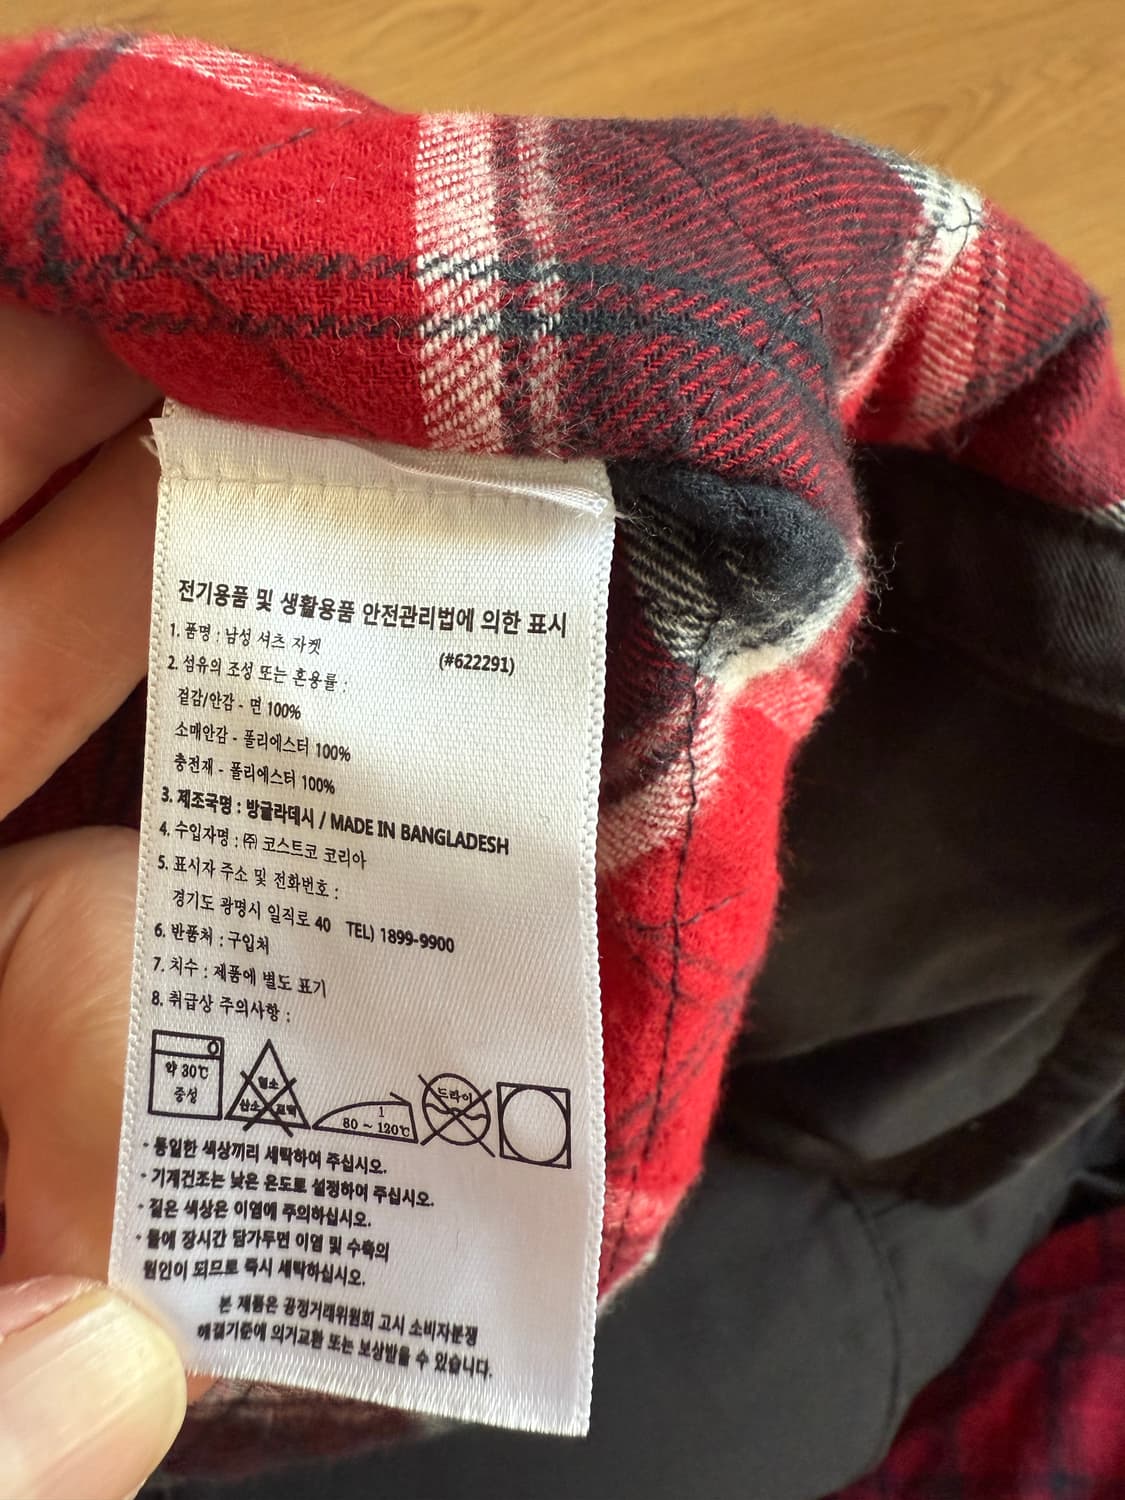 전기용품 및 생활용품 안전관리법에 의한 표시
1. 품명 : 남성 셔츠 자켓 (#622291)
2. 섬유의 조성 또는 혼용률 :
겉감/안감 - 면 100%
소매안감 - 폴리에스터 100%
충전재 - 폴리에스터 100%
3. 제조국명 : 방글라데시 / MADE IN BANGLADESH
4. 수입자명 : ㈜ 코스트코 코리아
5. 표시자 주소 및 전화번호 :
경기도 광명시 일직로 40 TEL) 1899-9900
6. 반품처 : 구입처
7. 치수 : 제품에 별도 표기
8. 취급상 주의사항 :
약 30℃
중성
염소
산소 표백
1
80 ~ 120℃
드라이
- 동일한 색상끼리 세탁하여 주십시오.
- 기계건조는 낮은 온도로 설정하여 주십시오.
- 짙은 색상은 이염에 주의하십시오.
- 물에 장시간 담가두면 이염 및 수축의
원인이 되므로 즉시 세탁하십시오.
본 제품은 공정거래위원회 고시 소비자분쟁
해결기준에 의거교환 또는 보상받을 수 있습니다.